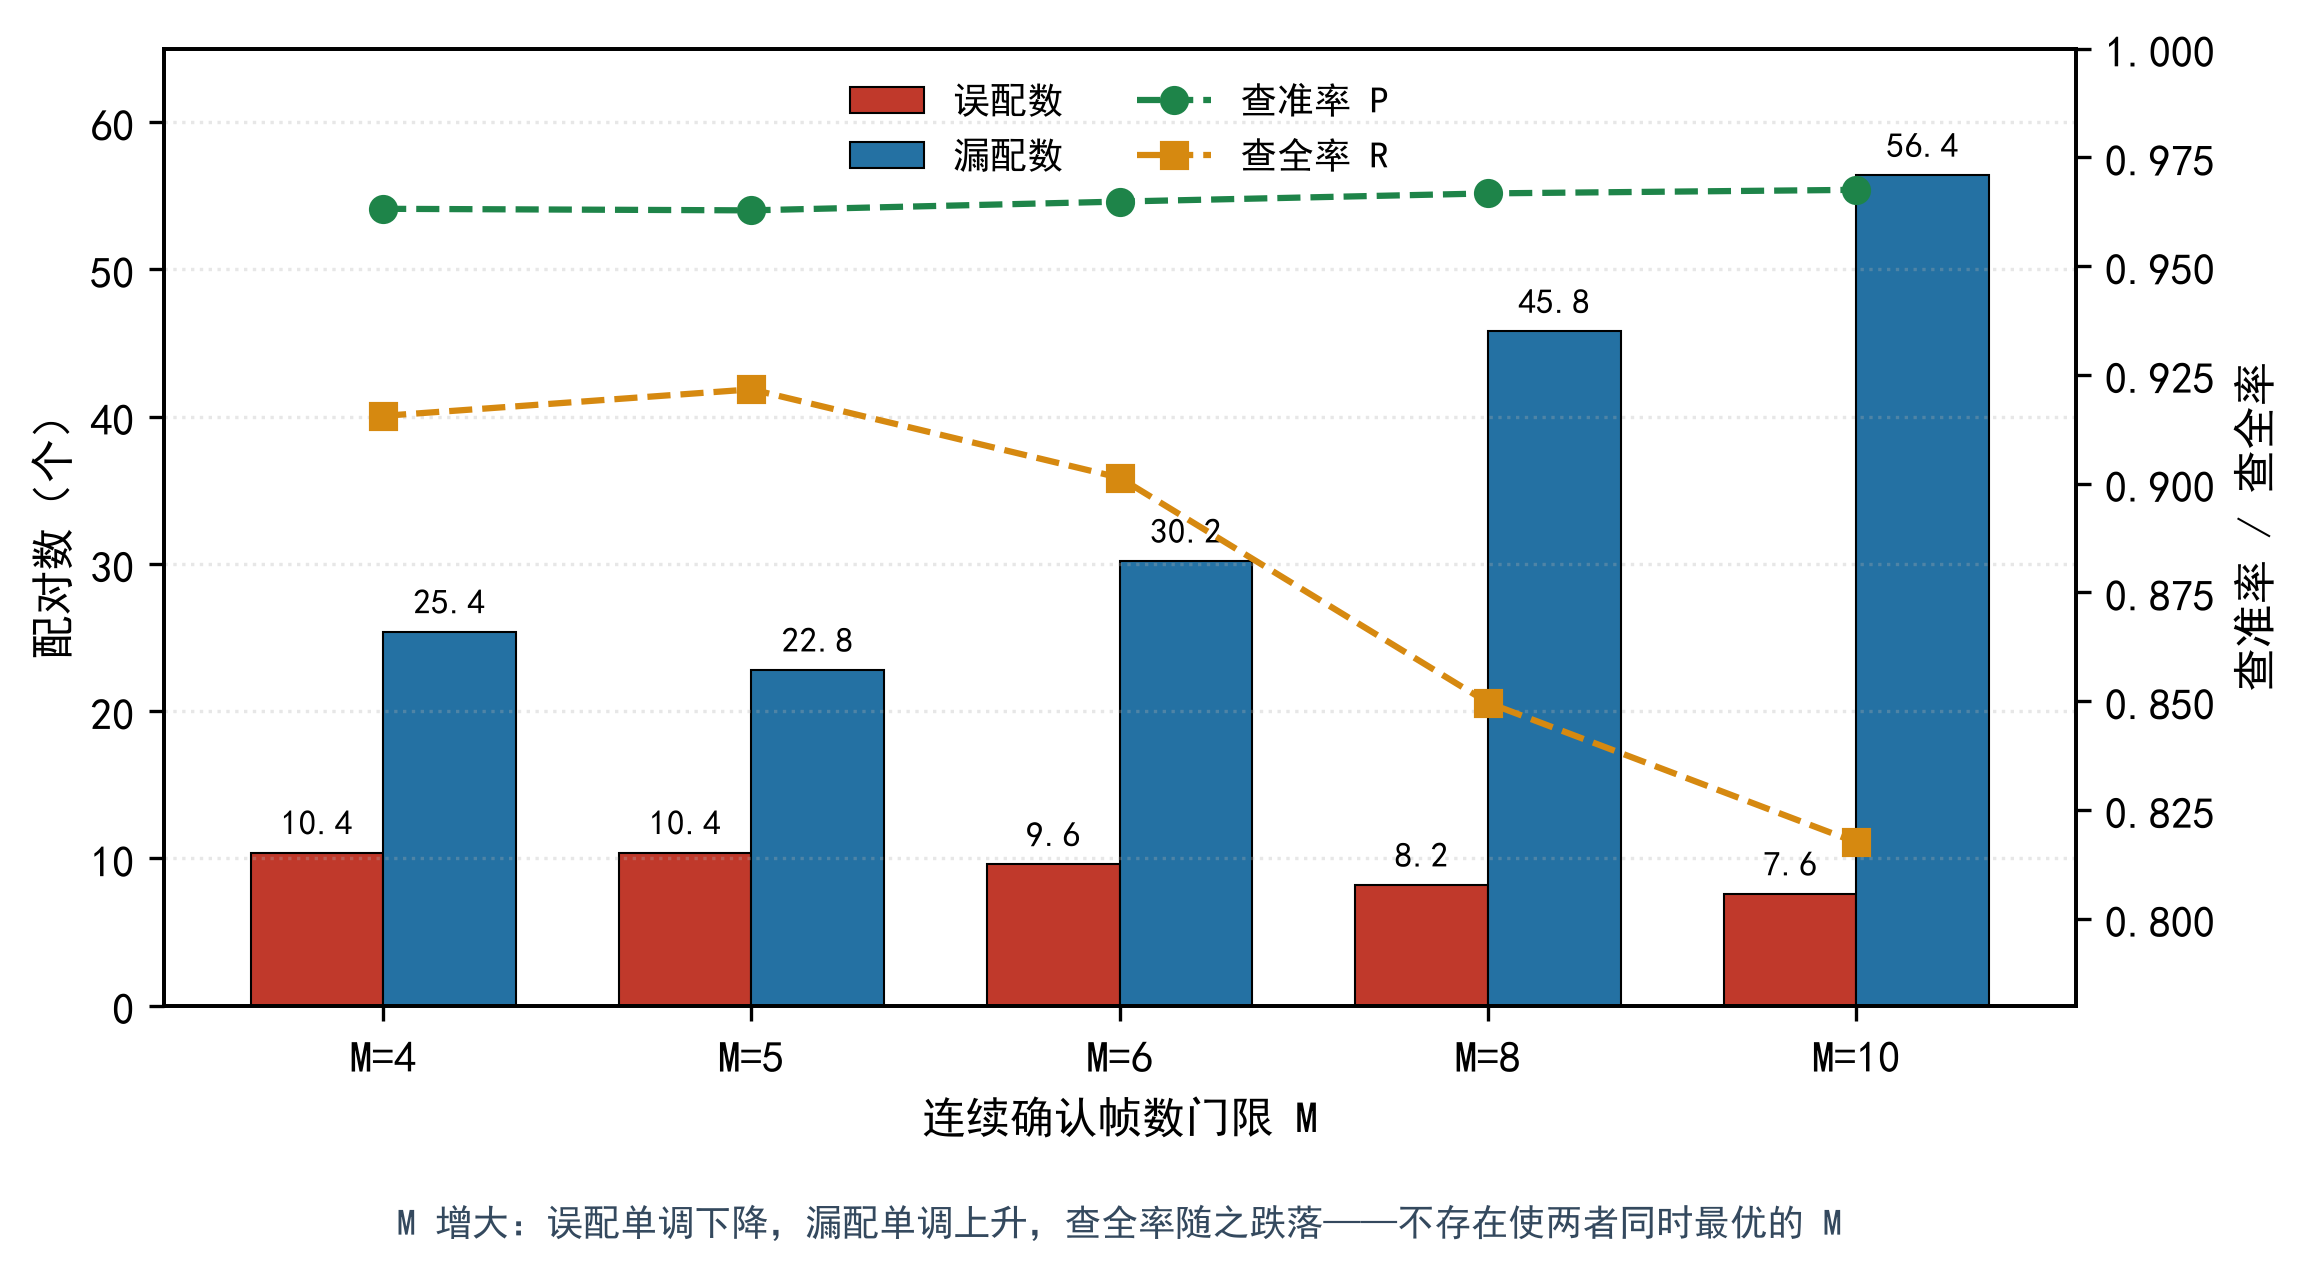 误配数
漏配数
查准率 P
查全率 R
配对数 (个)
60
50
40
30
20
10
0
1.000
0.975
0.950
0.925
0.900
0.875
0.850
0.825
0.800
查准率 / 查全率
10.4
25.4
10.4
22.8
9.6
30.2
8.2
45.8
7.6
56.4
M=4
M=5
M=6
M=8
M=10
连续确认帧数门限 M
M 增大：误配单调下降，漏配单调上升，查全率随之跌落——不存在使两者同时最优的 M